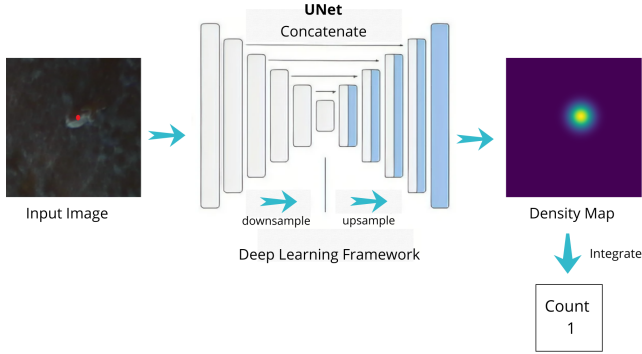 UNet
Concatenate
Input Image
downsample
upsample
Deep Learning Framework
Density Map
Integrate
Count
1